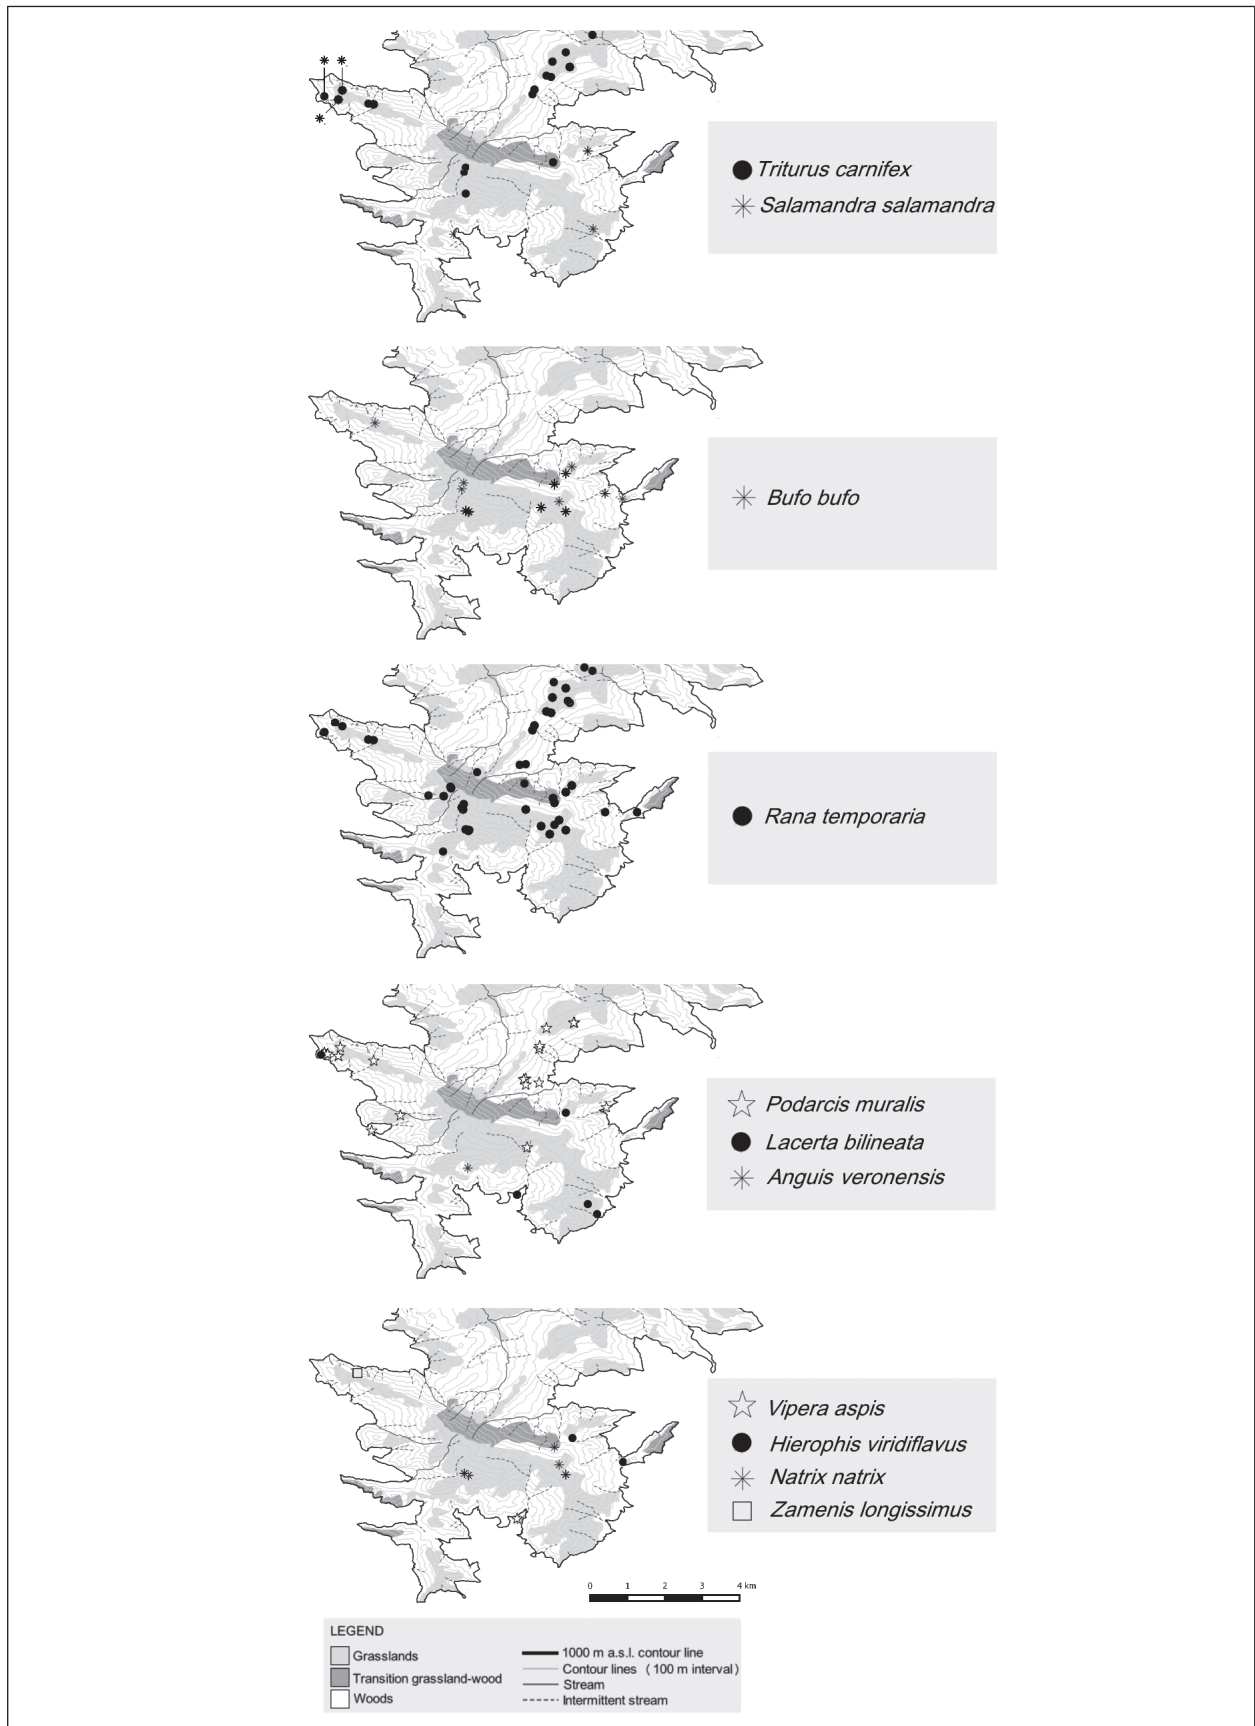 Triturus carnifex
Salamandra salamandra
Bufo bufo
Rana temporaria
Podarcis muralis
Lacerta bilineata
Anguis veronensis
Vipera aspis
Hierophis viridiflavus
Natrix natrix
Zamenis longissimus
0 1 2 3 4 km
LEGEND
Grasslands
Transition grassland-wood
Woods
1000 m a.s.l. contour line
Contour lines ( 100 m interval)
Stream
Intermittent stream